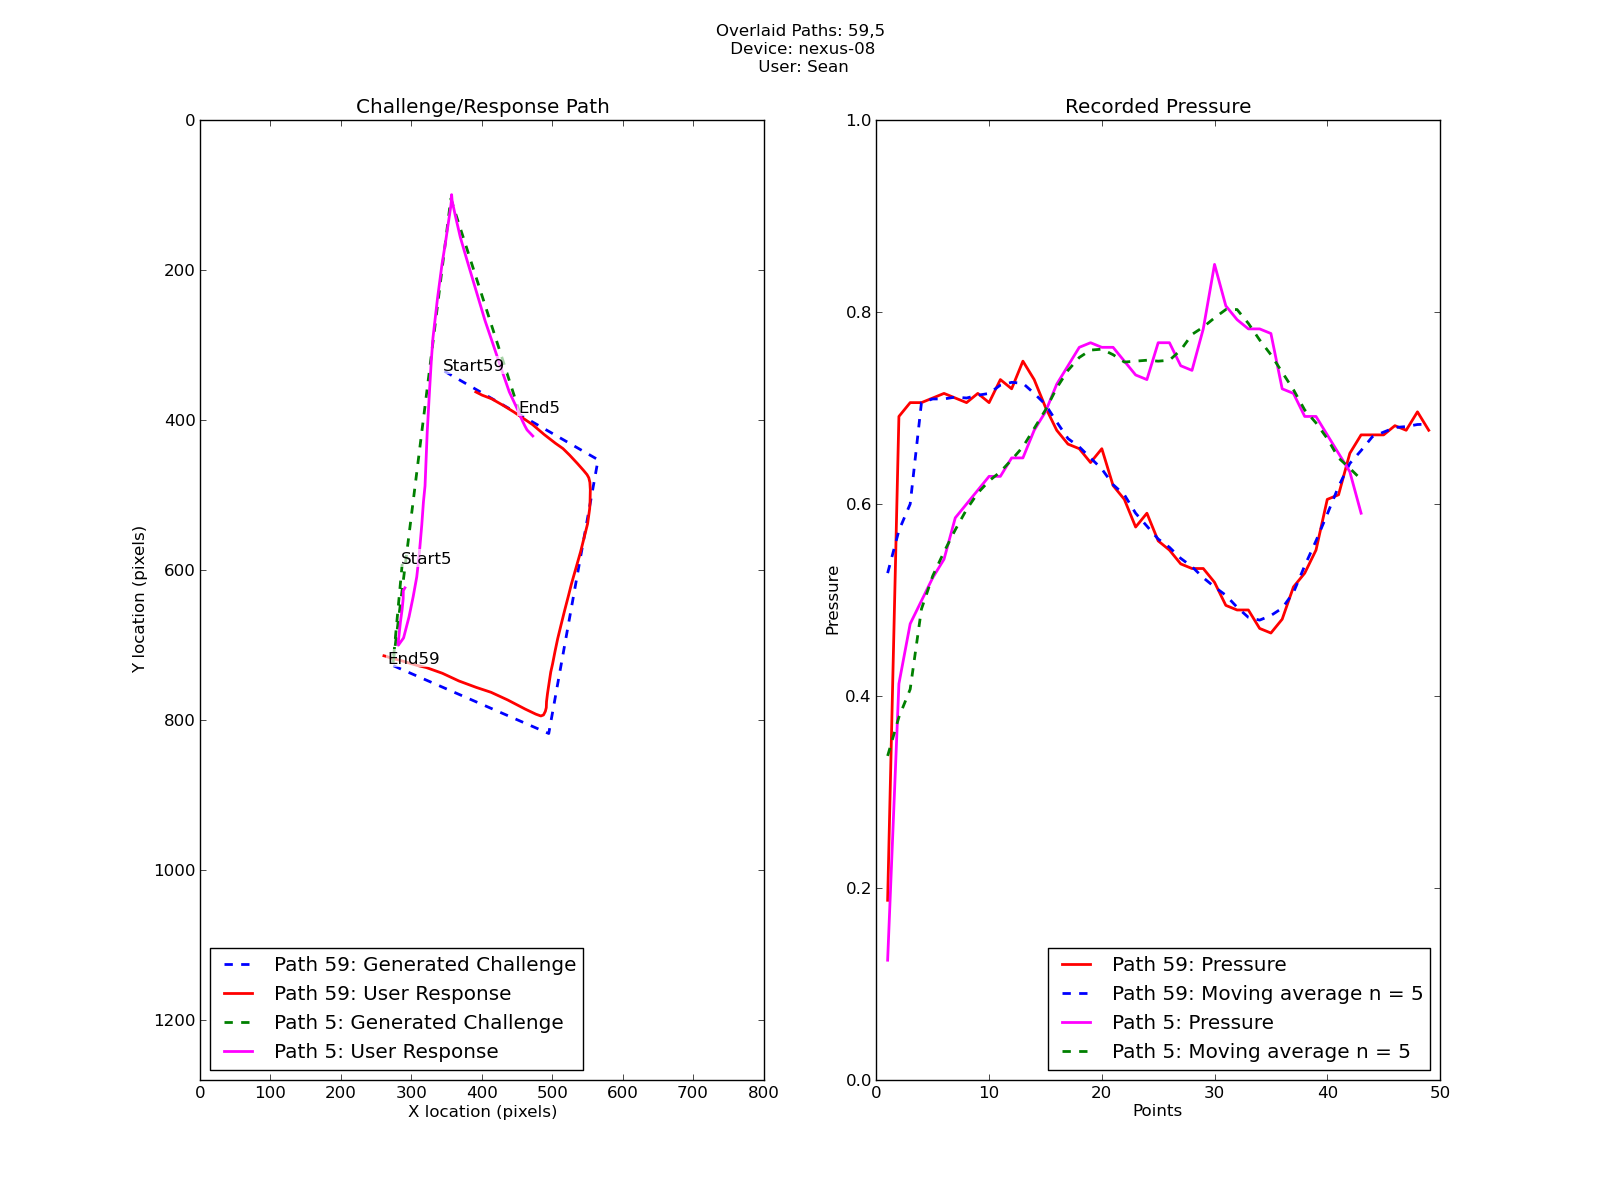 Overlaid Paths: 59,5
Device: nexus-08
User: Sean
Challenge/Response Path
0
200
400
600
800
1000
1200
Y location (pixels)
Start59
End5
Start5
End59
Path 59: Generated Challenge
Path 59: User Response
Path 5: Generated Challenge
Path 5: User Response
0 100 200 300 400 500 600 700 800
X location (pixels)
Recorded Pressure
1.0
0.8
0.6
0.4
0.2
0.0
Pressure
Path 59: Pressure
Path 59: Moving average n = 5
Path 5: Pressure
Path 5: Moving average n = 5
0 10 20 30 40 50
Points